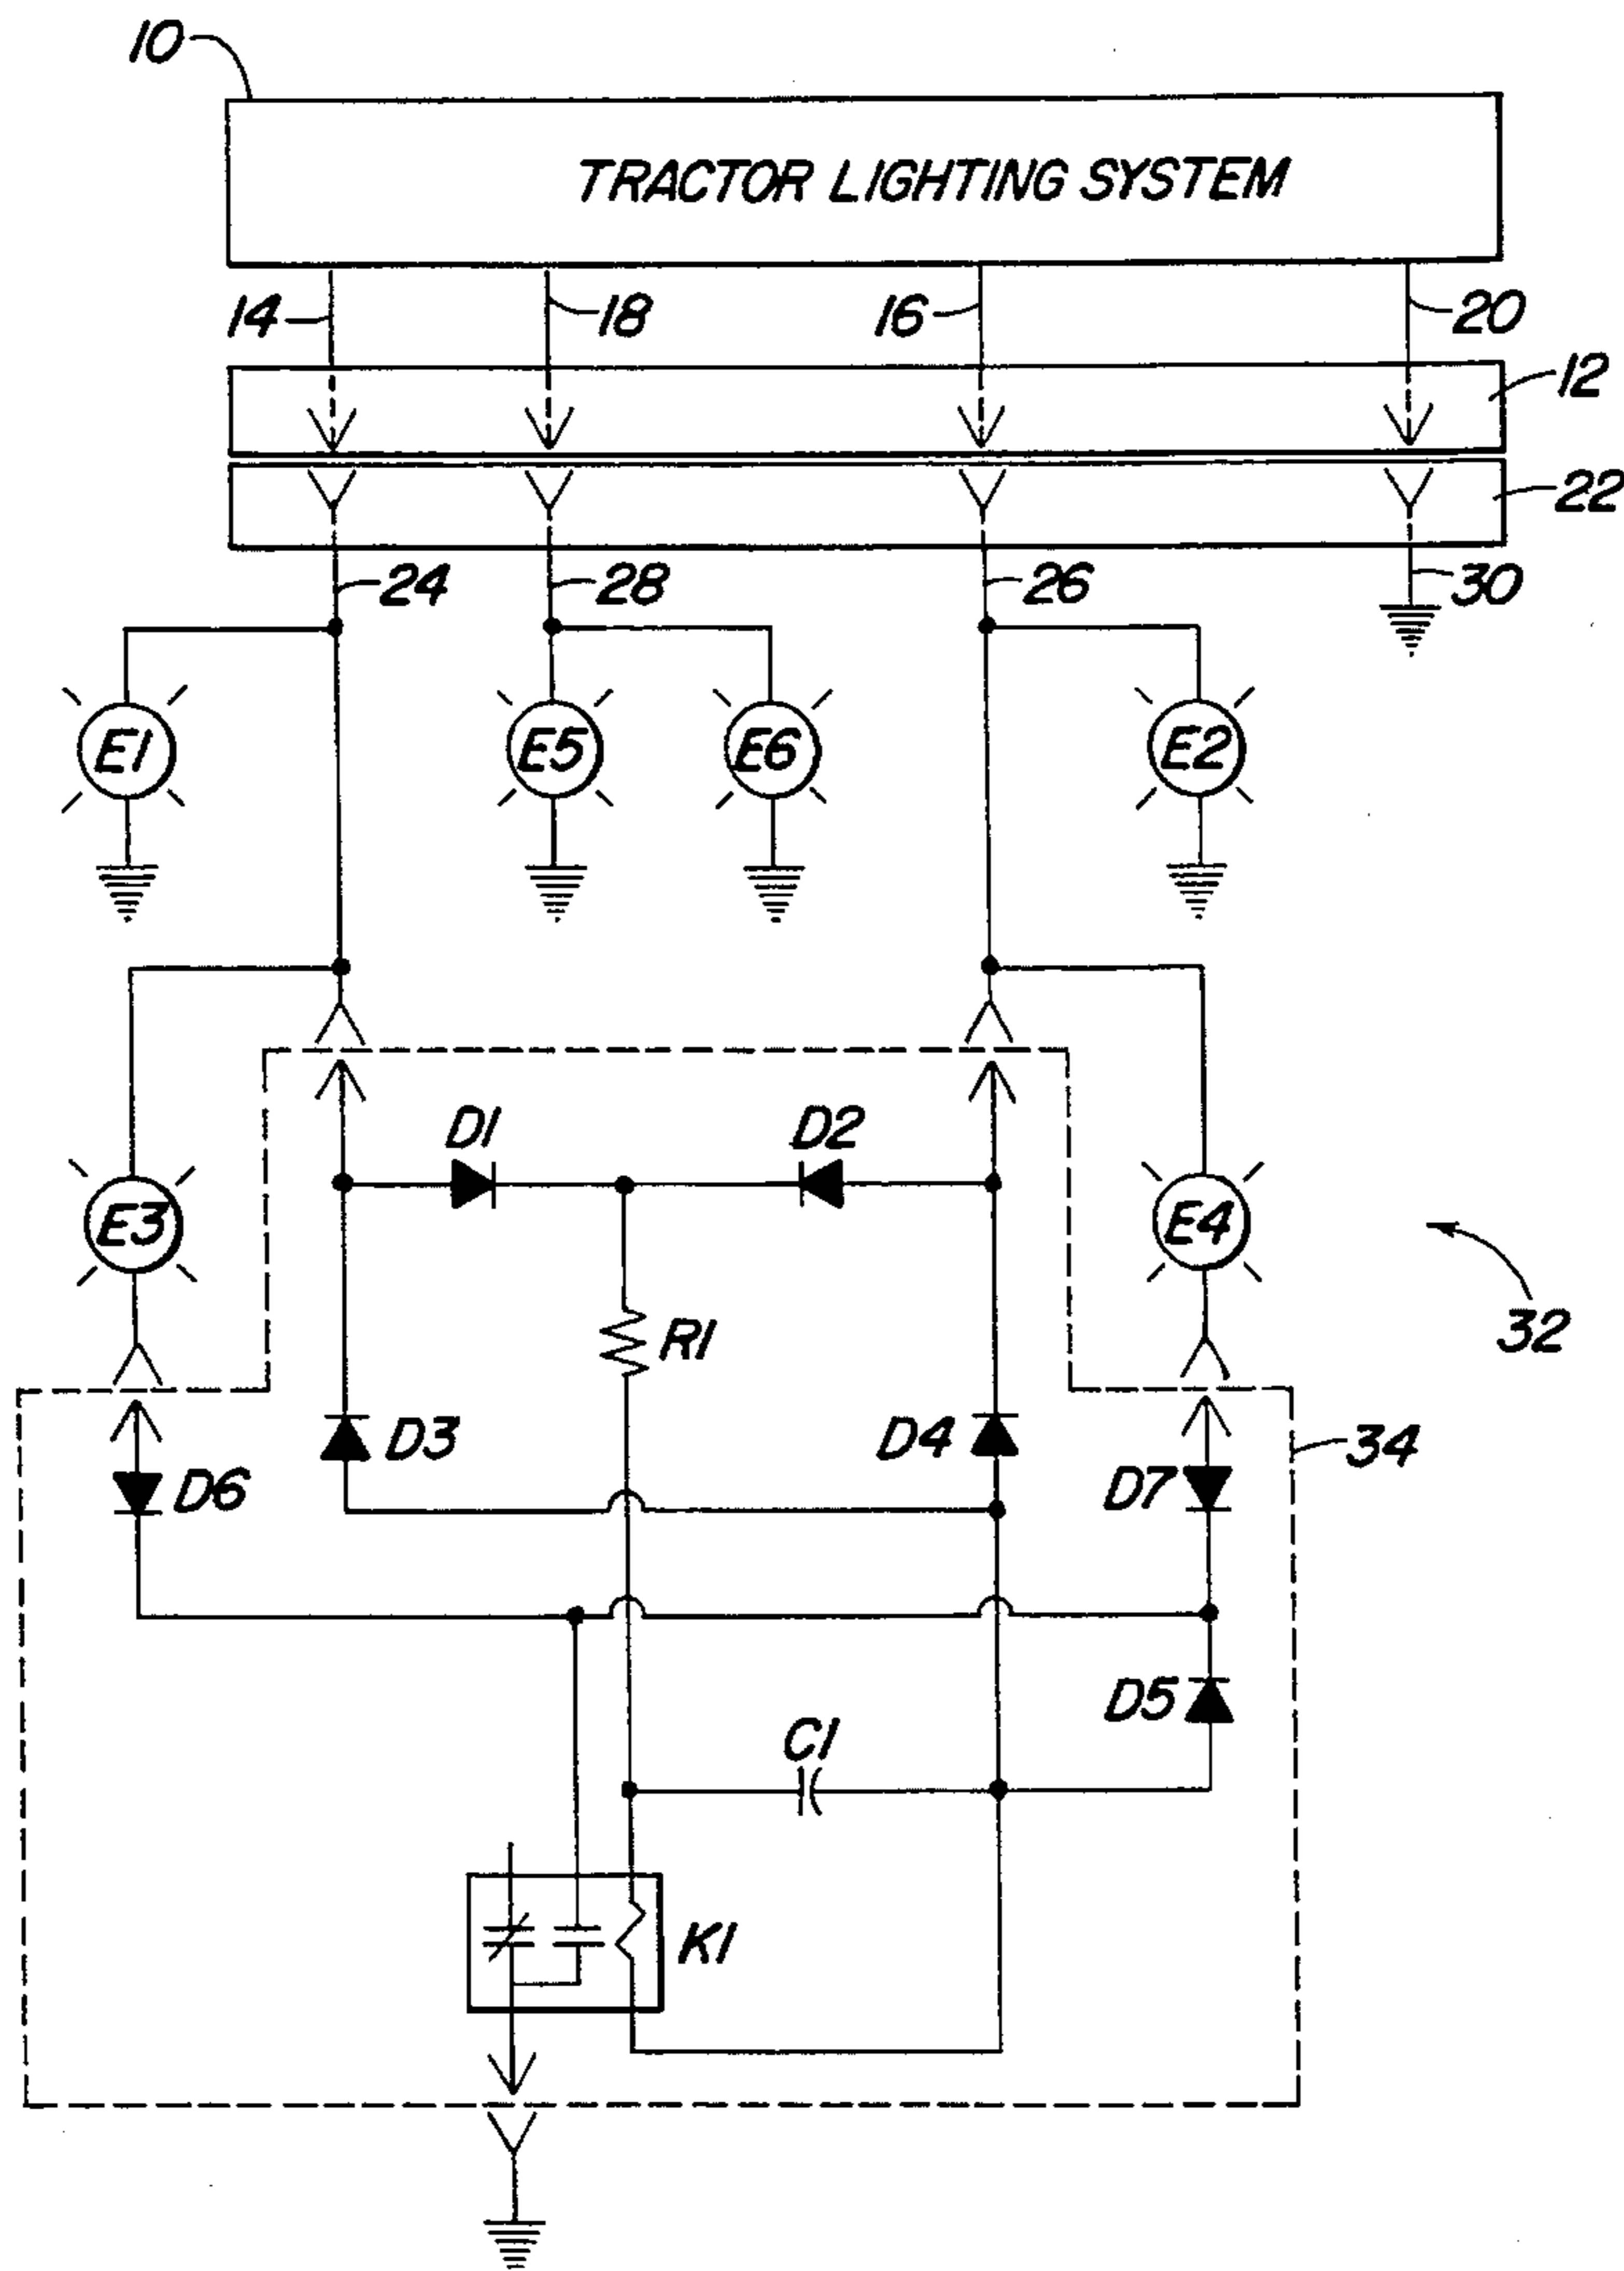 10
TRACTOR LIGHTING SYSTEM
14
18
16
20
12
22
24
28
26
30
E1
E5
E6
E2
D1
D2
E3
E4
R1
32
D3
D4
34
D6
D7
D5
C1
K1